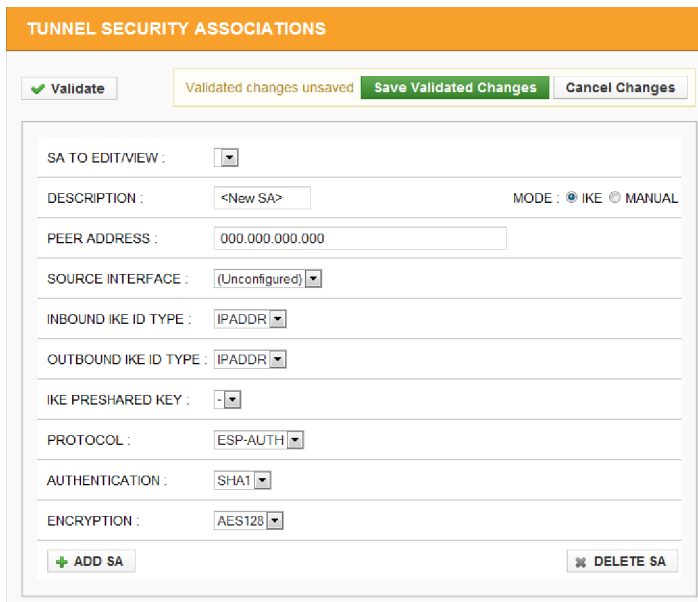 TUNNEL SECURITY ASSOCIATIONS
Validate Validated changes unsaved Save Validated Changes Cancel Changes
SA TO EDIT/VIEW :
DESCRIPTION : <New SA> MODE : IKE MANUAL
PEER ADDRESS : 000.000.000.000
SOURCE INTERFACE : (Unconfigured)
INBOUND IKE ID TYPE : IPADDR
OUTBOUND IKE ID TYPE : IPADDR
IKE PRESHARED KEY : -
PROTOCOL : ESP-AUTH
AUTHENTICATION : SHA1
ENCRYPTION : AES128
ADD SA DELETE SA